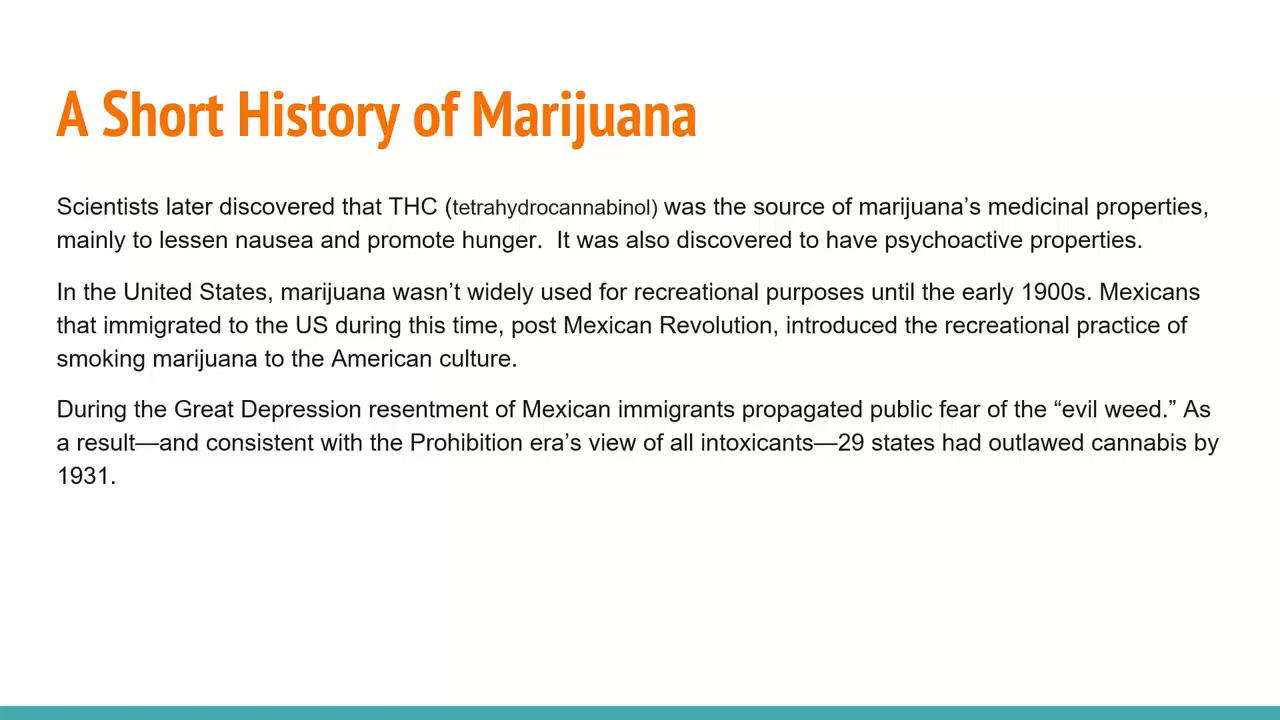 A Short History of Marijuana
Scientists later discovered that THC (tetrahydrocannabinol) was the source of marijuana’s medicinal properties,
mainly to lessen nausea and promote hunger.  It was also discovered to have psychoactive properties.
In the United States, marijuana wasn’t widely used for recreational purposes until the early 1900s. Mexicans
that immigrated to the US during this time, post Mexican Revolution, introduced the recreational practice of
smoking marijuana to the American culture.
During the Great Depression resentment of Mexican immigrants propagated public fear of the “evil weed.” As
a result—and consistent with the Prohibition era’s view of all intoxicants—29 states had outlawed cannabis by
1931.